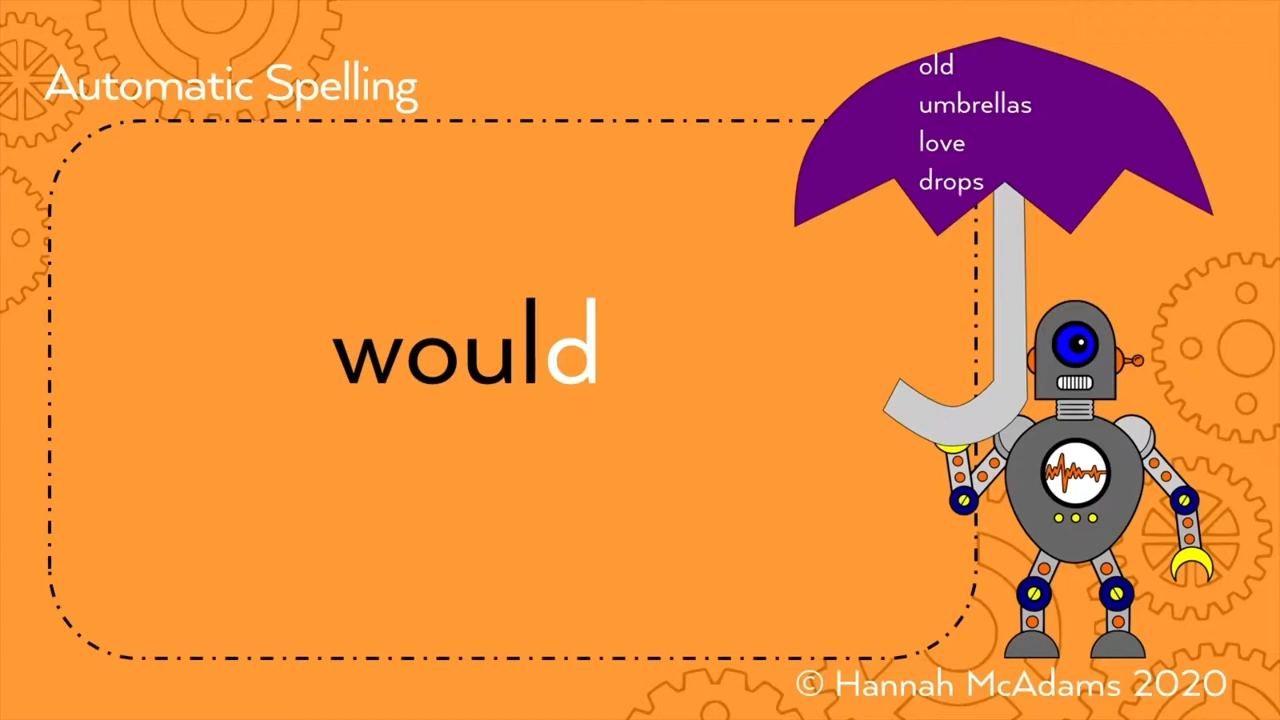 Automatic Spelling
old
umbrellas
love
drops
would
© Hannah McAdams 2020